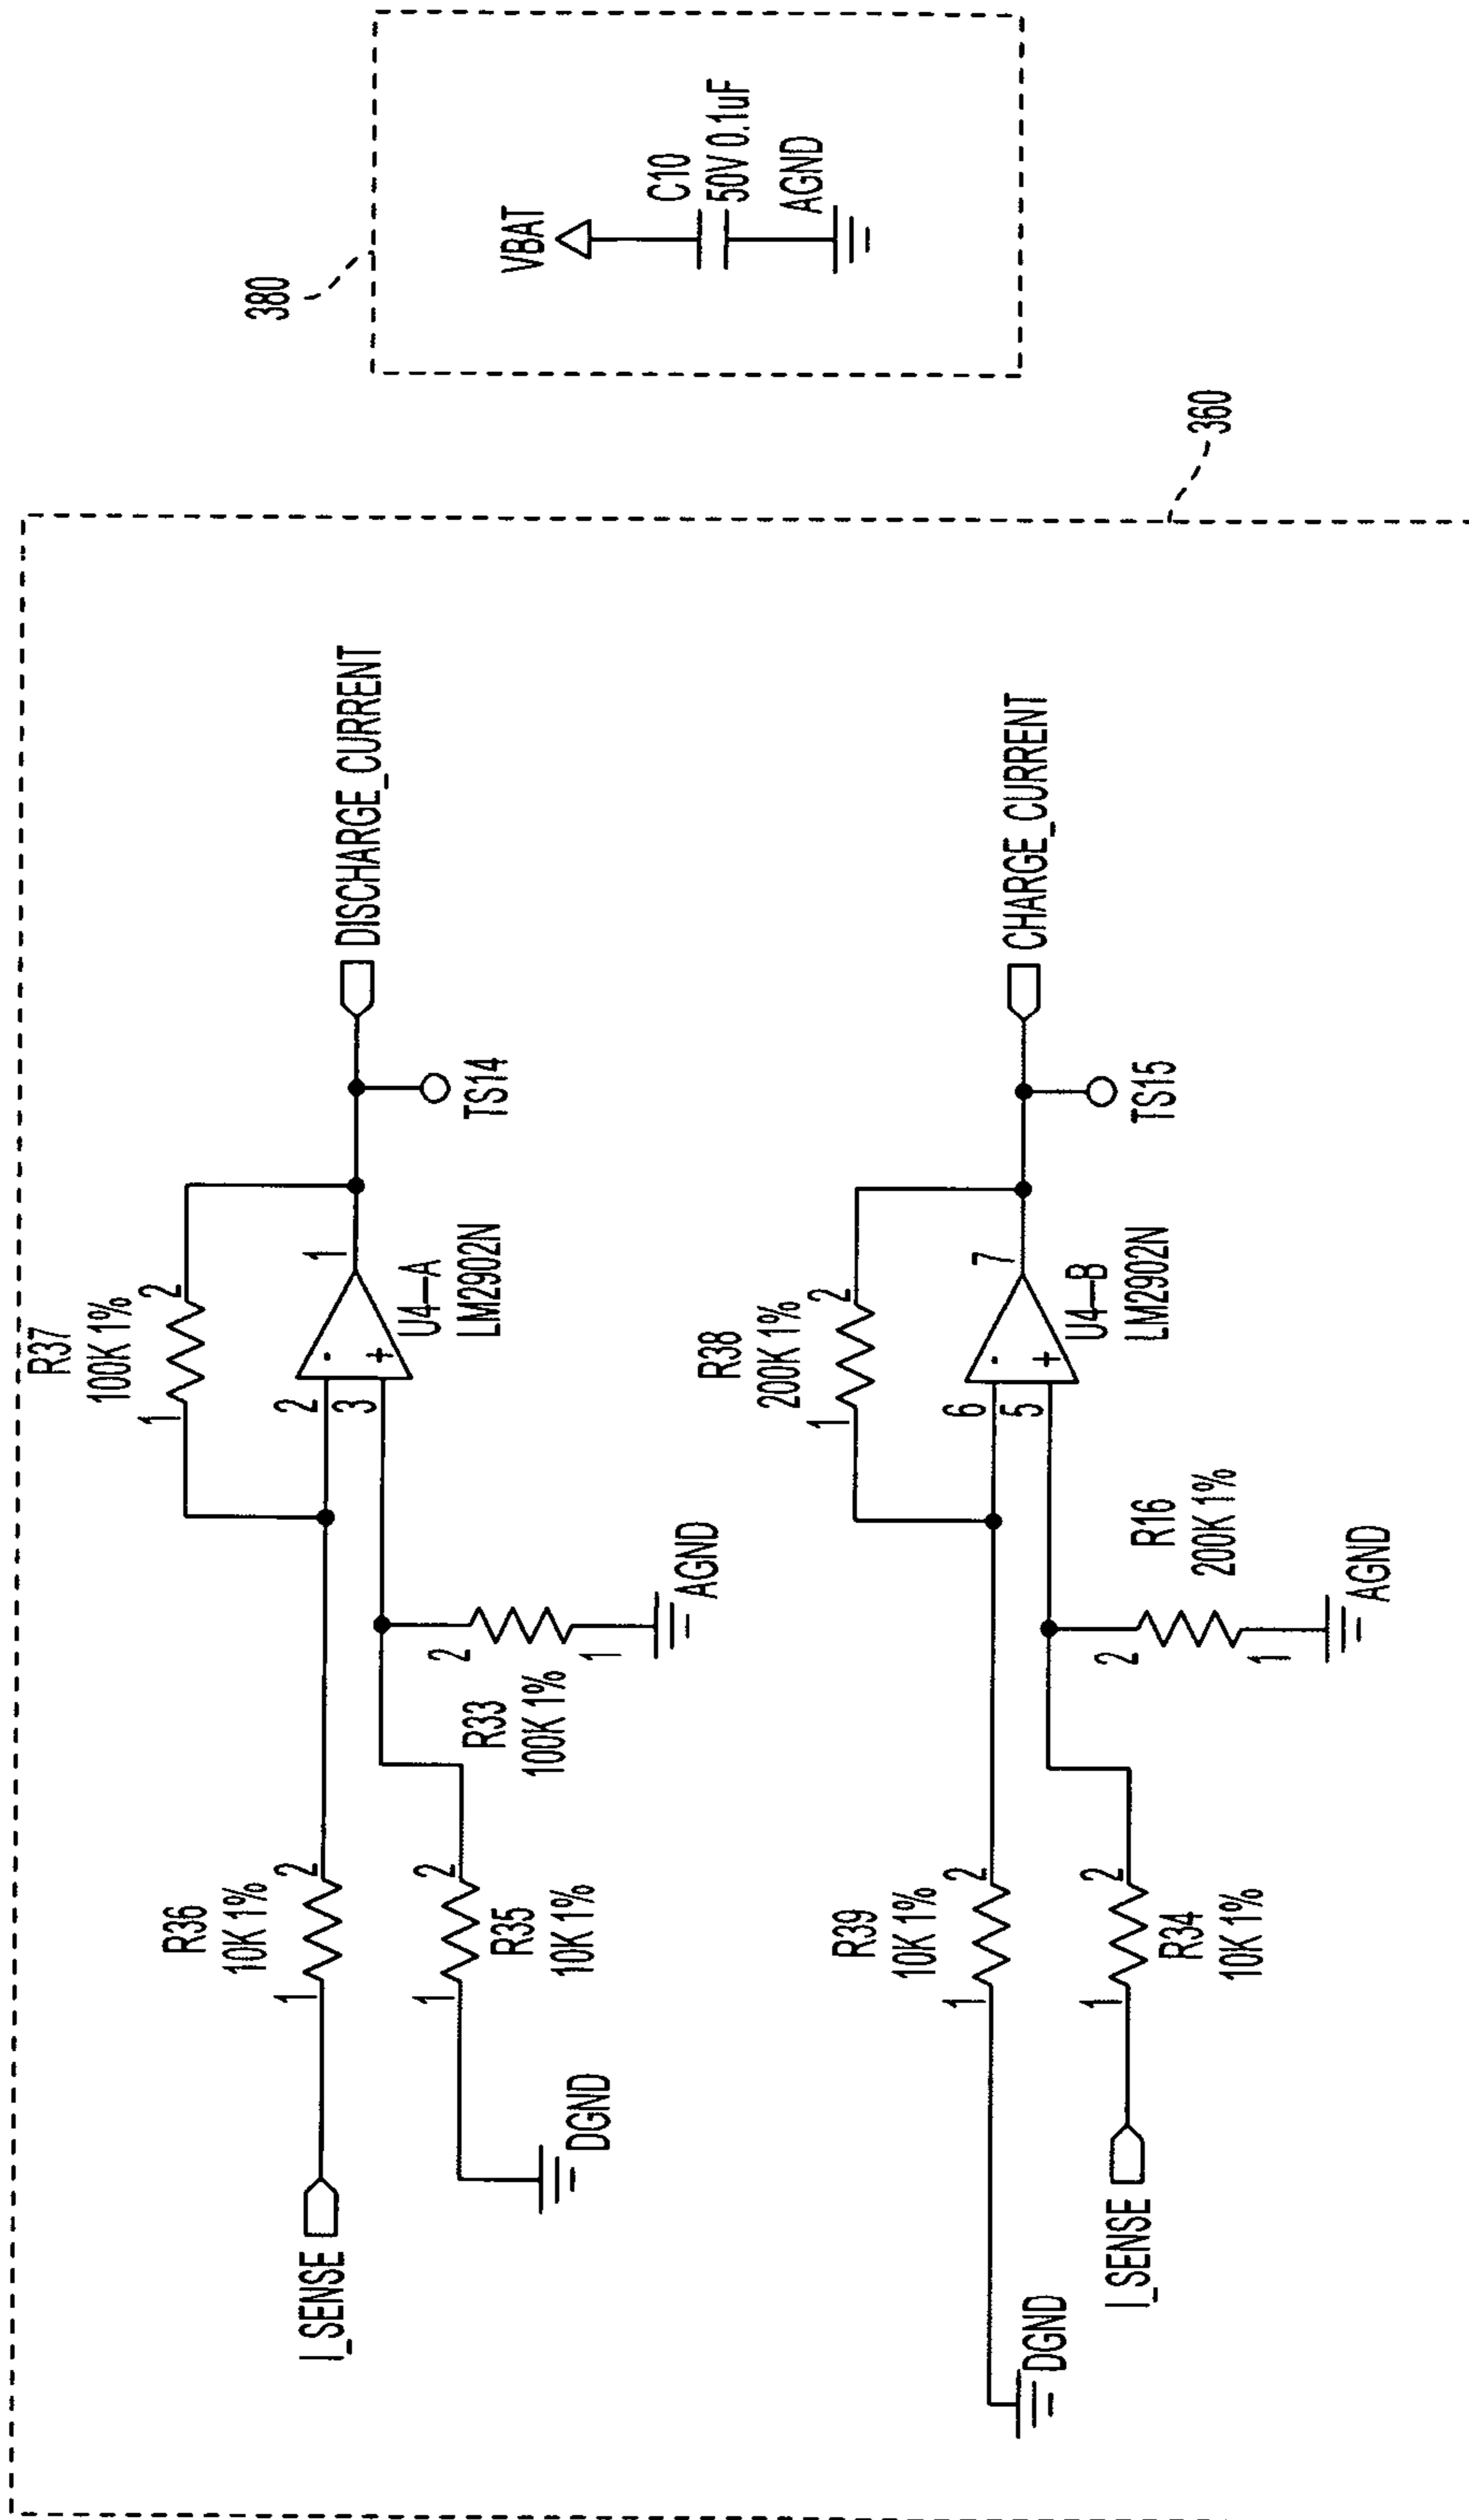 R37
100K 1%
1
2
I_SENSE
1
R36
10K 1%
2
2
3
-
+
1
U4-A
LM2902N
TS14
DISCHARGE_CURRENT
DGND
1
R35
10K 1%
2
R33
100K 1%
2
1
AGND
R38
200K 1%
1
2
DGND
1
R39
10K 1%
2
6
5
-
+
7
U4-B
LM2902N
TS15
CHARGE_CURRENT
I_SENSE
1
R34
10K 1%
2
R16
200K 1%
2
1
AGND
360
380
VBAT
C10
50V 0.1uF
AGND